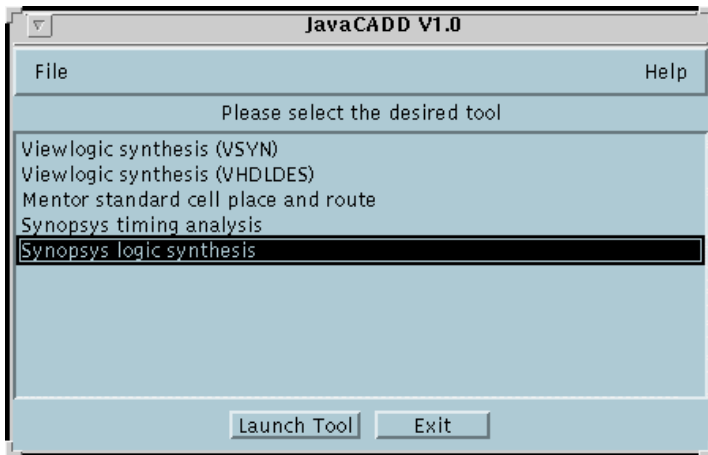 JavaCADD V1.0
File Help
Please select the desired tool
Viewlogic synthesis (VSYN)
Viewlogic synthesis (VHDLDES)
Mentor standard cell place and route
Synopsys timing analysis
Synopsys logic synthesis
Launch Tool Exit